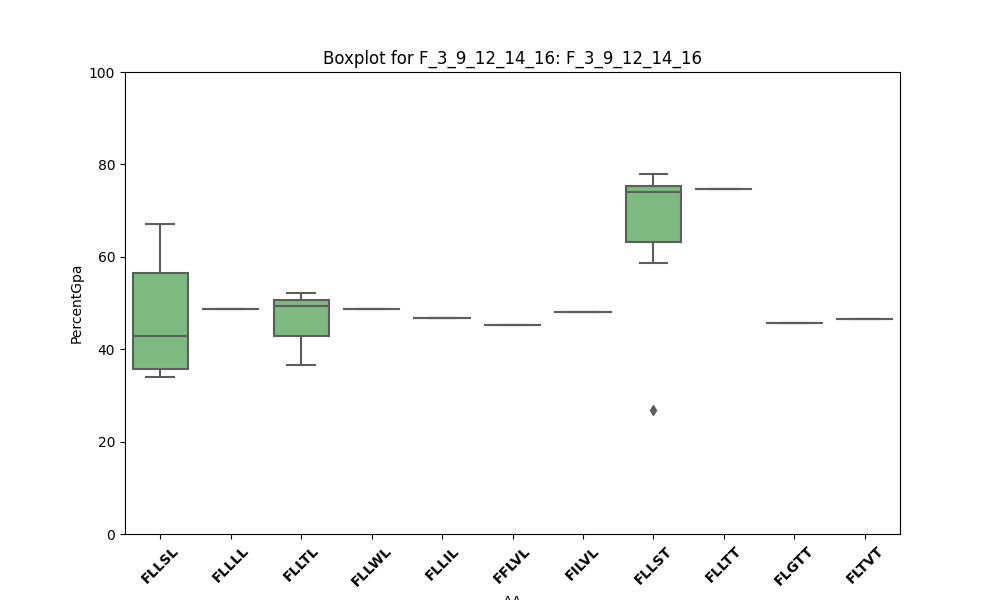 Boxplot for F_3_9_12_14_16: F_3_9_12_14_16
100
80
60
40
20
0
PercentGpa
FLLSL
FLLLL
FLLTL
FLLWL
FLLIL
FFLVL
FILVL
FLLST
FLLTT
FLGTT
FLTVT
AA